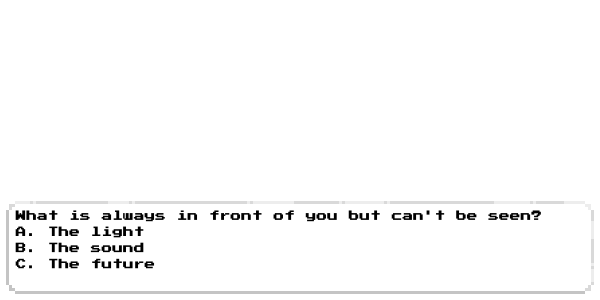 What is always in front of you but can't be seen?
A. The light
B. The sound
C. The future